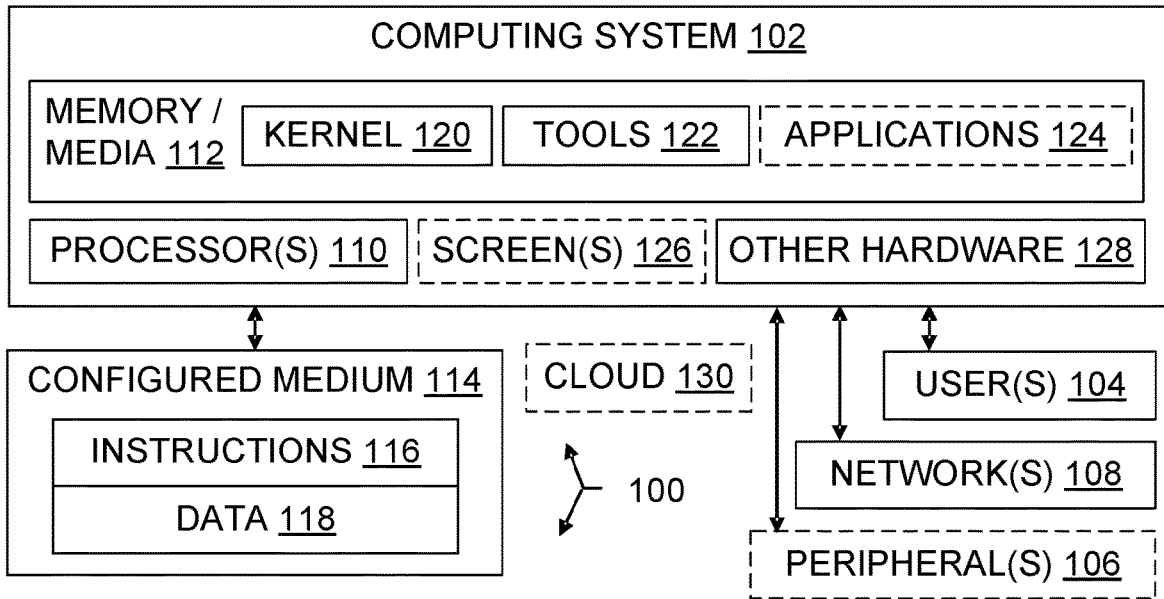 COMPUTING SYSTEM 102
MEMORY /
MEDIA 112
KERNEL 120
TOOLS 122
APPLICATIONS 124
PROCESSOR(S) 110
SCREEN(S) 126
OTHER HARDWARE 128
CONFIGURED MEDIUM 114
INSTRUCTIONS 116
DATA 118
CLOUD 130
100
USER(S) 104
NETWORK(S) 108
PERIPHERAL(S) 106